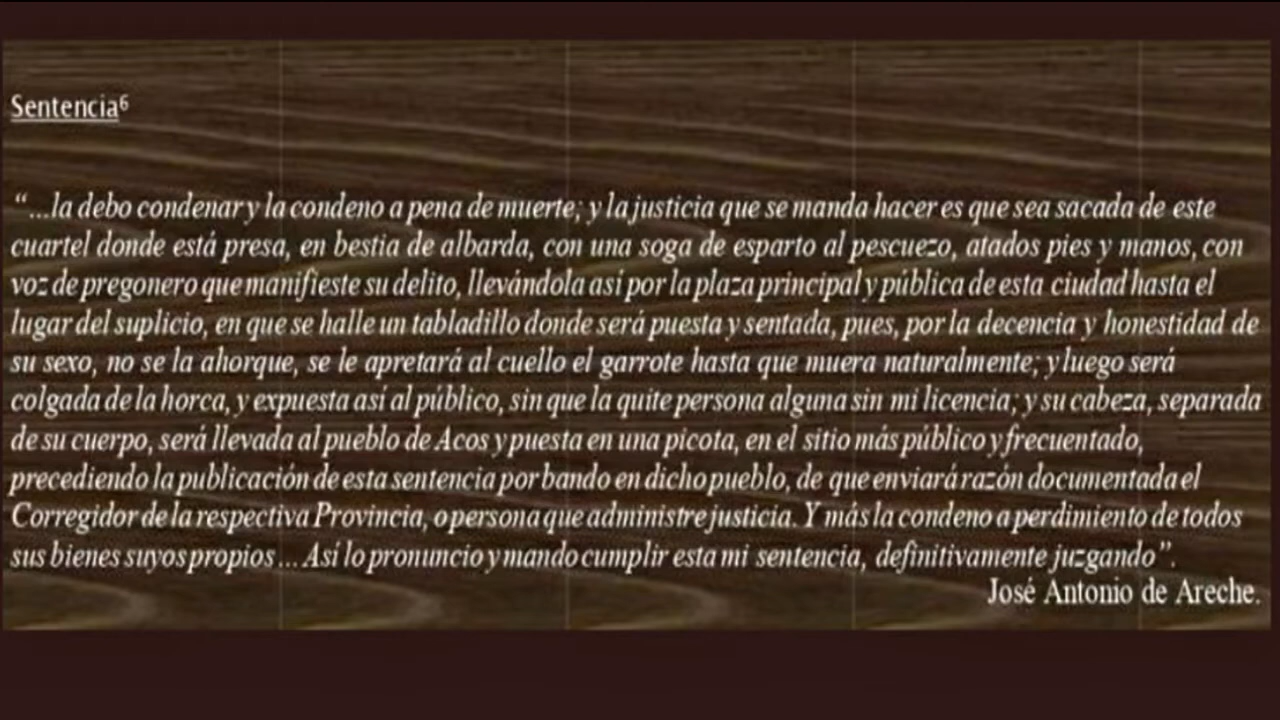 Sentencia⁶
“...la debo condenar y la condeno a pena de muerte; y la justicia que se manda hacer es que sea sacada de este
cuartel donde está presa, en bestia de albarda, con una soga de esparto al pescuezo, atados pies y manos, con
voz de pregonero que manifieste su delito, llevándola así por la plaza principal y pública de esta ciudad hasta el
lugar del suplicio, en que se halle un tabladillo donde será puesta y sentada, pues, por la decencia y honestidad de
su sexo, no se la ahorque, se le apretará al cuello el garrote hasta que muera naturalmente; y luego será
colgada de la horca, y expuesta así al público, sin que la quite persona alguna sin mi licencia; y su cabeza, separada
de su cuerpo, será llevada al pueblo de Acos y puesta en una picota, en el sitio más público y frecuentado,
precediendo la publicación de esta sentencia por bando en dicho pueblo, de que enviará razón documentada el
Corregidor de la respectiva Provincia, o persona que administre justicia. Y más la condeno a perdimiento de todos
sus bienes suyos propios... Así lo pronuncio y mando cumplir esta mi sentencia, definitivamente juzgando”.
José Antonio de Areche.